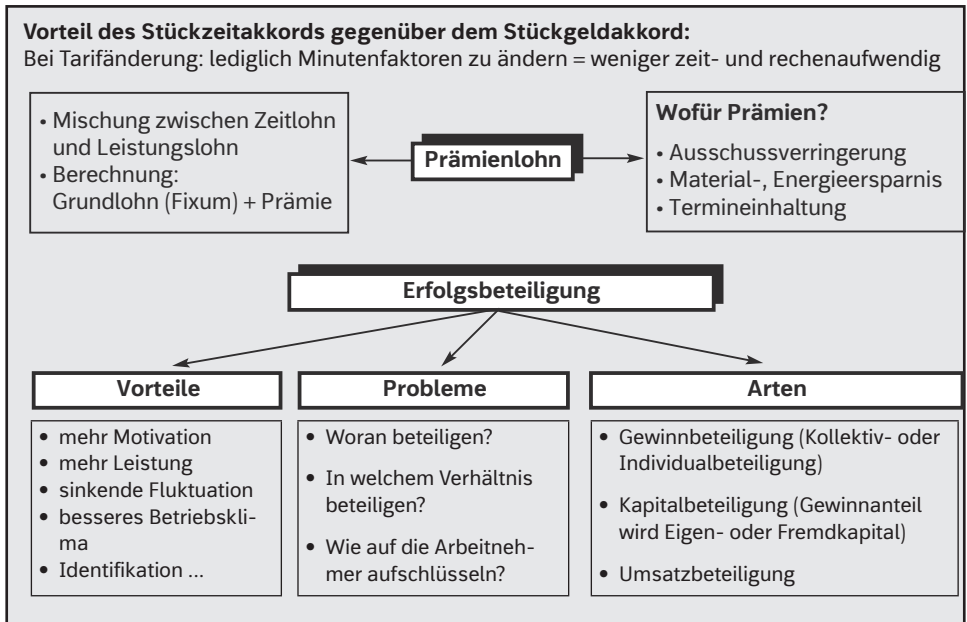 Vorteil des Stückzeitakkords gegenüber dem Stückgeldakkord:
Bei Tarifänderung: lediglich Minutenfaktoren zu ändern = weniger zeit- und rechenaufwendig
• Mischung zwischen Zeitlohn
und Leistungslohn
• Berechnung:
Grundlohn (Fixum) + Prämie
Prämienlohn
Wofür Prämien?
• Ausschussverringerung
• Material-, Energieersparnis
• Termineinhaltung
Erfolgsbeteiligung
Vorteile
• mehr Motivation
• mehr Leistung
• sinkende Fluktuation
• besseres Betriebskli-
ma
• Identifikation ...
Probleme
• Woran beteiligen?
• In welchem Verhältnis
beteiligen?
• Wie auf die Arbeitneh-
mer aufschlüsseln?
Arten
• Gewinnbeteiligung (Kollektiv- oder
Individualbeteiligung)
• Kapitalbeteiligung (Gewinnanteil
wird Eigen- oder Fremdkapital)
• Umsatzbeteiligung